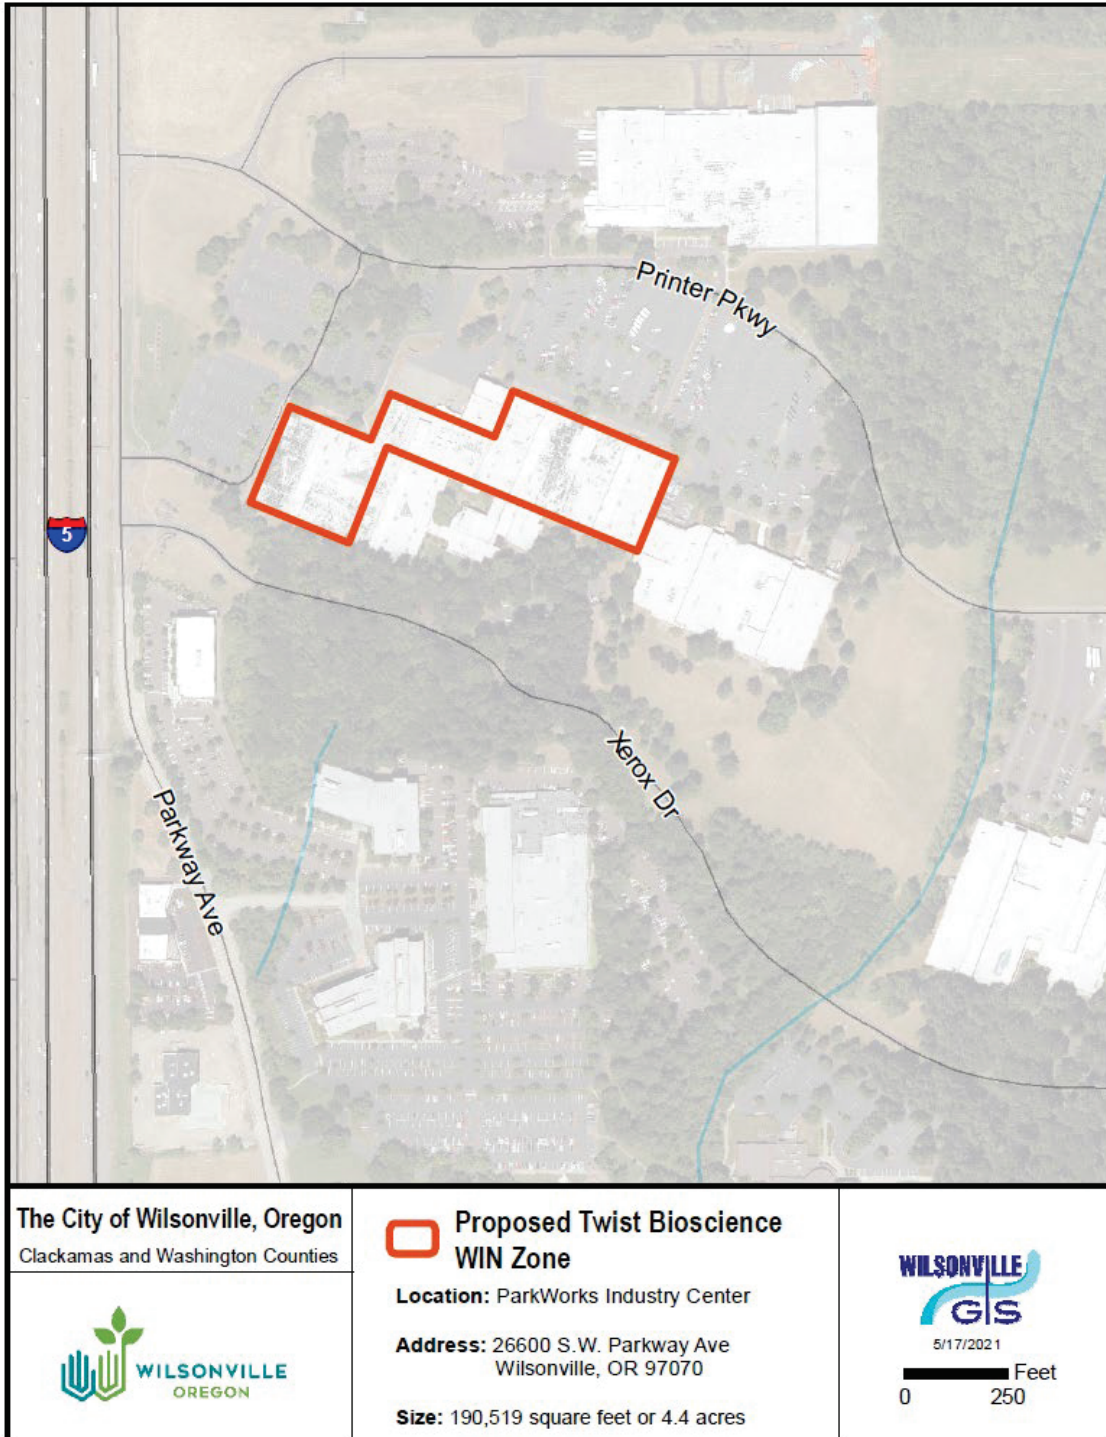 Printer Pkwy
5
Xerox Dr
Parkway Ave
The City of Wilsonville, Oregon
Clackamas and Washington Counties
WILSONVILLE
OREGON
Proposed Twist Bioscience
WIN Zone
Location: ParkWorks Industry Center
Address: 26600 S.W. Parkway Ave
Wilsonville, OR 97070
Size: 190,519 square feet or 4.4 acres
WILSONVILLE
GIS
5/17/2021
Feet
0 250